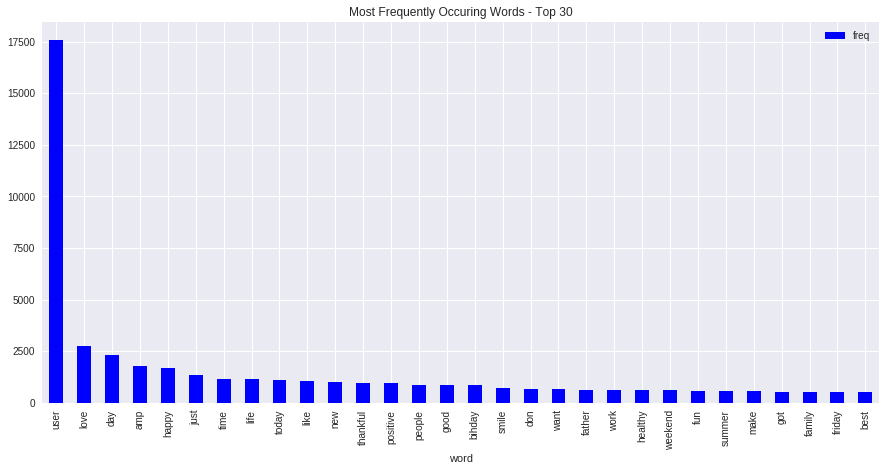 Most Frequently Occuring Words - Top 30
freq
17500
15000
12500
10000
7500
5000
2500
0
user
love
day
amp
happy
just
time
life
today
like
new
thankful
positive
people
good
bihday
smile
don
want
father
work
healthy
weekend
fun
summer
make
got
family
friday
best
word